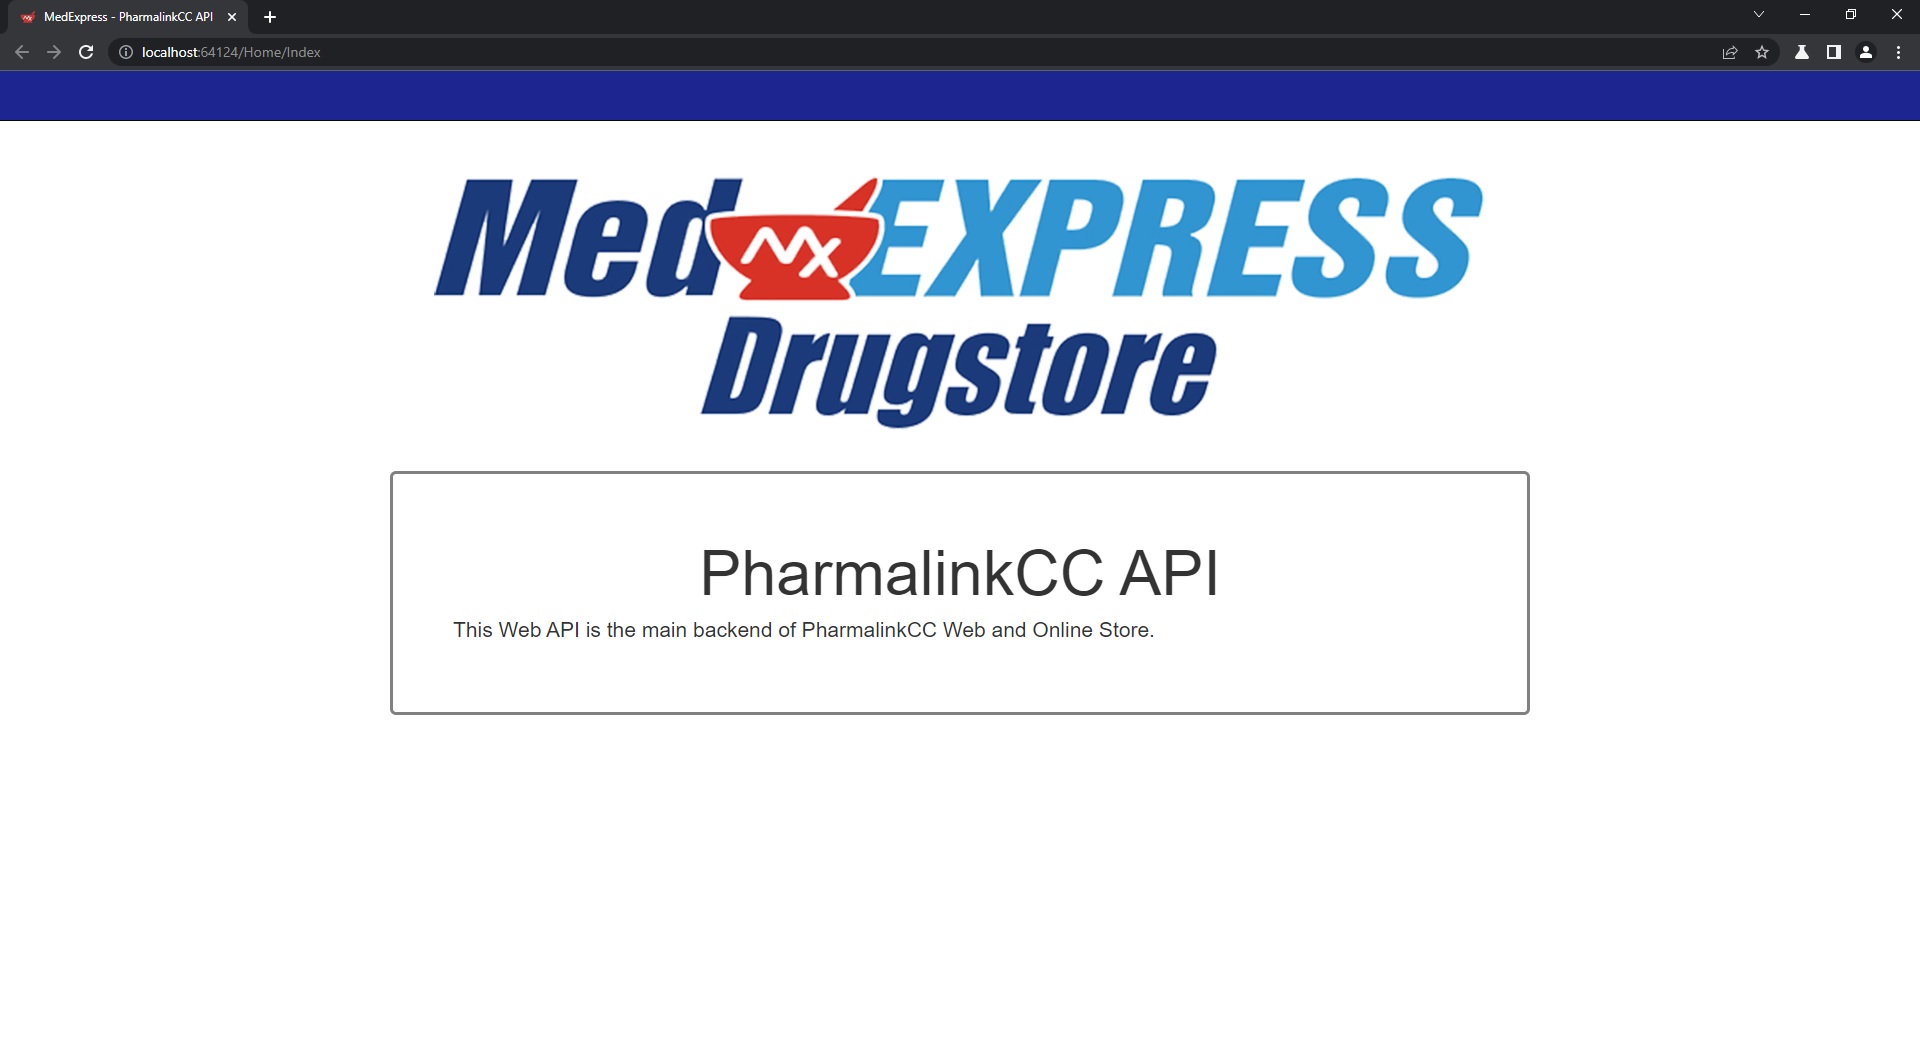 MedExpress - PharmalinkCC API
localhost:64124/Home/Index
Med MX EXPRESS
Drugstore
PharmalinkCC API
This Web API is the main backend of PharmalinkCC Web and Online Store.